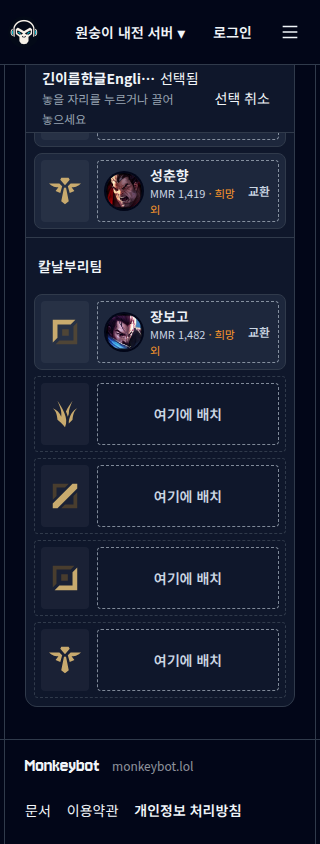 원숭이 내전 서버 ▾ 로그인
긴이름한글Engli… 선택됨
놓을 자리를 누르거나 끌어
놓으세요
선택 취소
성춘향
MMR 1,419 · 희망
외
교환
칼날부리팀
장보고
MMR 1,482 · 희망
외
교환
여기에 배치
여기에 배치
여기에 배치
여기에 배치
Monkeybot monkeybot.lol
문서 이용약관 개인정보 처리방침